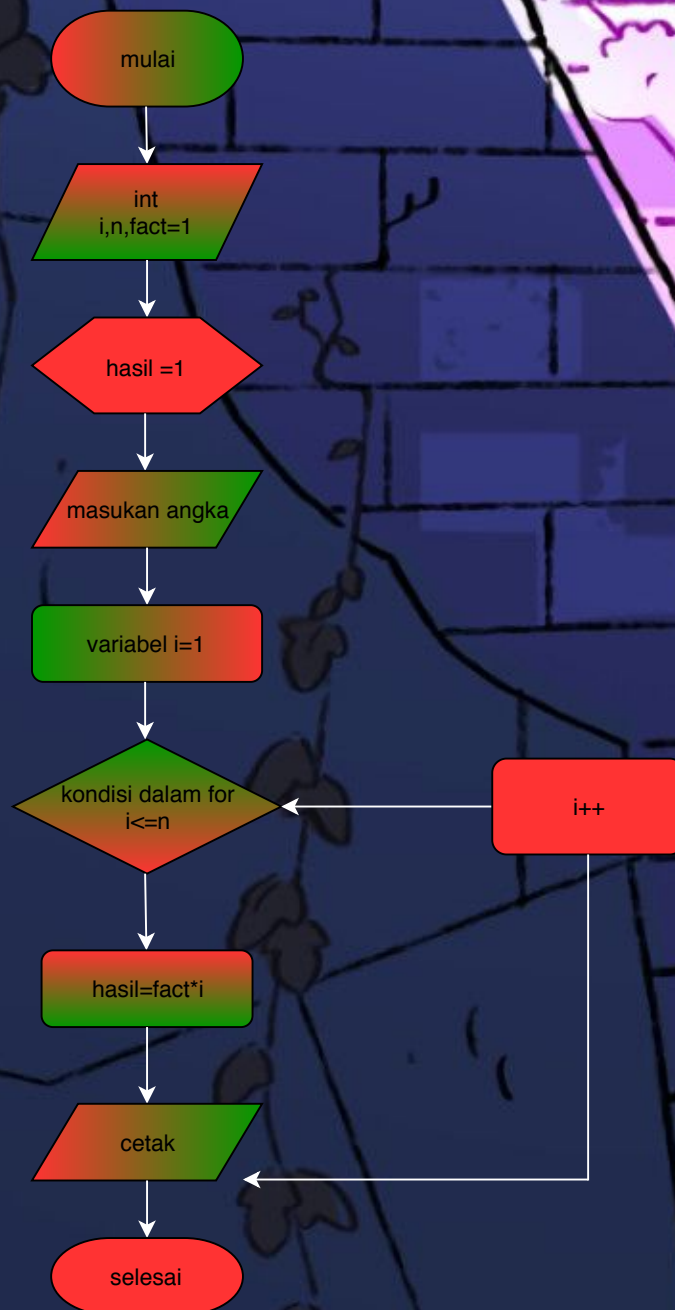 mulai
int
i,n,fact=1
hasil =1
masukan angka
variabel i=1
kondisi dalam for
i<=n
i++
hasil=fact*i
cetak
selesai